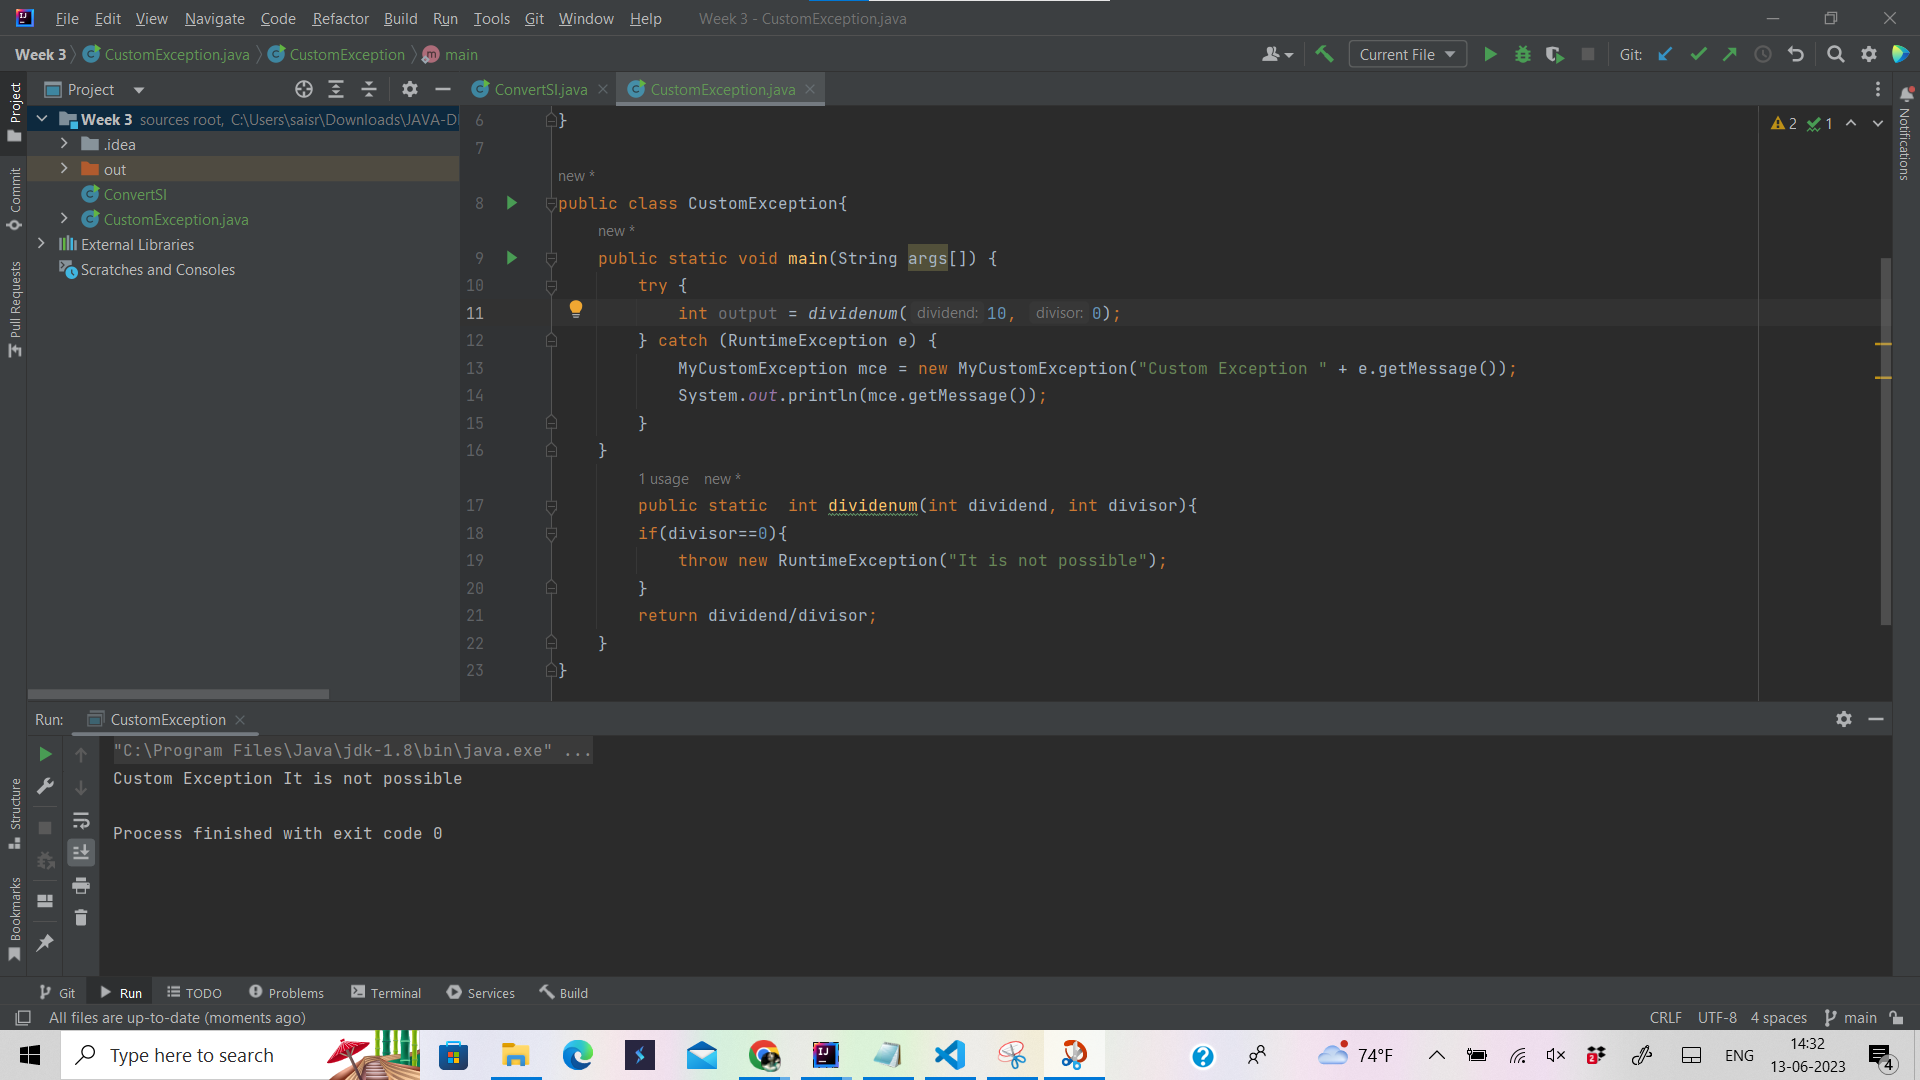 File Edit View Navigate Code Refactor Build Run Tools Git Window Help Week 3 - CustomException.java
Week 3 CustomException.java CustomException main Current File Git:
Project ConvertSI.java CustomException.java
Week 3 sources root, C:\Users\saisr\Downloads\JAVA-D
.idea
out
ConvertSI
CustomException.java
External Libraries
Scratches and Consoles
Project
Commit
Pull Requests
Structure
Bookmarks
Notifications
2 1
6 }
7
new *
8 public class CustomException{
new *
9 public static void main(String args[]) {
10 try {
11 int output = dividenum( dividend: 10, divisor: 0);
12 } catch (RuntimeException e) {
13 MyCustomException mce = new MyCustomException("Custom Exception " + e.getMessage());
14 System.out.println(mce.getMessage());
15 }
16 }
1 usage new *
17 public static  int dividenum(int dividend, int divisor){
18 if(divisor==0){
19 throw new RuntimeException("It is not possible");
20 }
21 return dividend/divisor;
22 }
23 }
Run: CustomException
"C:\Program Files\Java\jdk-1.8\bin\java.exe" ...
Custom Exception It is not possible
Process finished with exit code 0
Git Run TODO Problems Terminal Services Build
All files are up-to-date (moments ago) CRLF UTF-8 4 spaces main
Type here to search 74°F ENG 14:32
13-06-2023
4